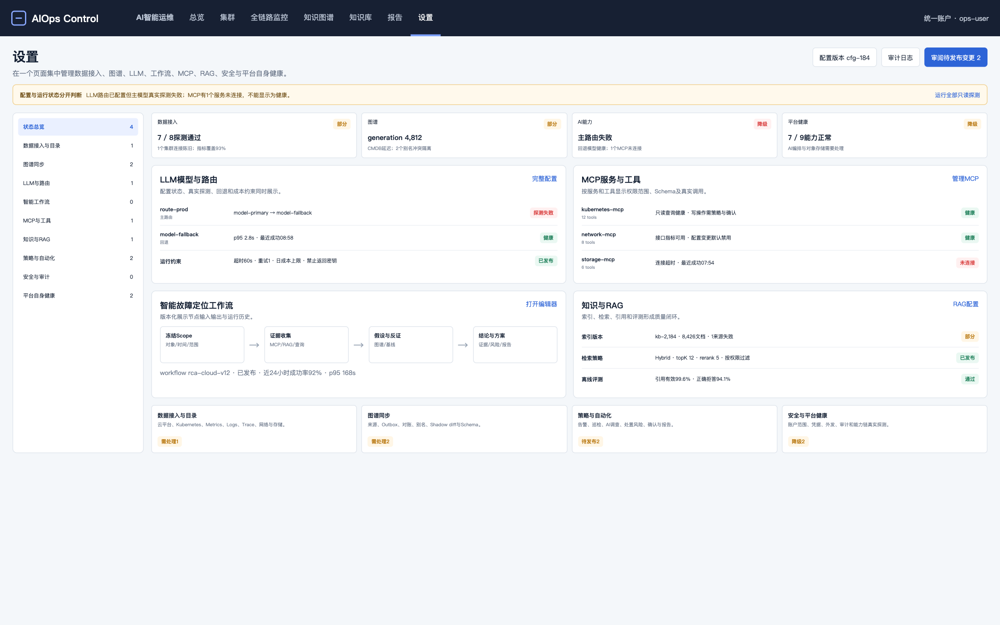 AIOps Control
AI智能运维 总览 集群 全链路监控 知识图谱 知识库 报告 设置
统一账户 · ops-user
设置
在一个页面集中管理数据接入、图谱、LLM、工作流、MCP、RAG、安全与平台自身健康。
配置版本 cfg-184
审计日志
审阅待发布变更 2
配置与运行状态分开判断 LLM路由已配置但主模型真实探测失败；MCP有1个服务未连接，不能显示为健康。
运行全部只读探测
状态总览 4
数据接入与目录 1
图谱同步 2
LLM与路由 1
智能工作流 0
MCP与工具 1
知识与RAG 1
策略与自动化 2
安全与审计 0
平台自身健康 2
数据接入
部分
7 / 8探测通过
1个集群连接陈旧；指标覆盖93%
图谱
部分
generation 4,812
CMDB延迟；2个别名冲突隔离
AI能力
降级
主路由失败
回退模型健康；1个MCP未连接
平台健康
降级
7 / 9能力正常
AI编排与对象存储需要处理
LLM模型与路由
完整配置
配置状态、真实探测、回退和成本约束同时展示。
route-prod
主路由
model-primary → model-fallback
探测失败
model-fallback
回退
p95 2.8s · 最近成功08:58
健康
运行约束
超时60s · 重试1 · 日成本上限 · 禁止返回密钥
已发布
MCP服务与工具
管理MCP
按服务和工具显示权限范围、Schema及真实调用。
kubernetes-mcp
12 tools
只读查询健康 · 写操作需策略与确认
健康
network-mcp
8 tools
接口指标可用 · 配置变更默认禁用
健康
storage-mcp
6 tools
连接超时 · 最近成功07:54
未连接
智能故障定位工作流
打开编辑器
版本化展示节点输入输出与运行历史。
冻结Scope
对象/时间/范围
→
证据收集
MCP/RAG/查询
→
假设与反证
图谱/基线
→
结论与方案
证据/风险/报告
workflow rca-cloud-v12 · 已发布 · 近24小时成功率92% · p95 168s
知识与RAG
RAG配置
索引、检索、引用和评测形成质量闭环。
索引版本
kb-2,184 · 8,426文档 · 1来源失败
部分
检索策略
Hybrid · topK 12 · rerank 5 · 按权限过滤
已发布
离线评测
引用有效99.6% · 正确拒答94.1%
通过
数据接入与目录
云平台、Kubernetes、Metrics、Logs、Trace、网络与存储。
需处理1
图谱同步
来源、Outbox、对账、别名、Shadow diff与Schema。
需处理2
策略与自动化
告警、巡检、AI调查、处置风险、确认与报告。
待发布2
安全与平台健康
账户范围、凭据、外发、审计和能力链真实探测。
降级2